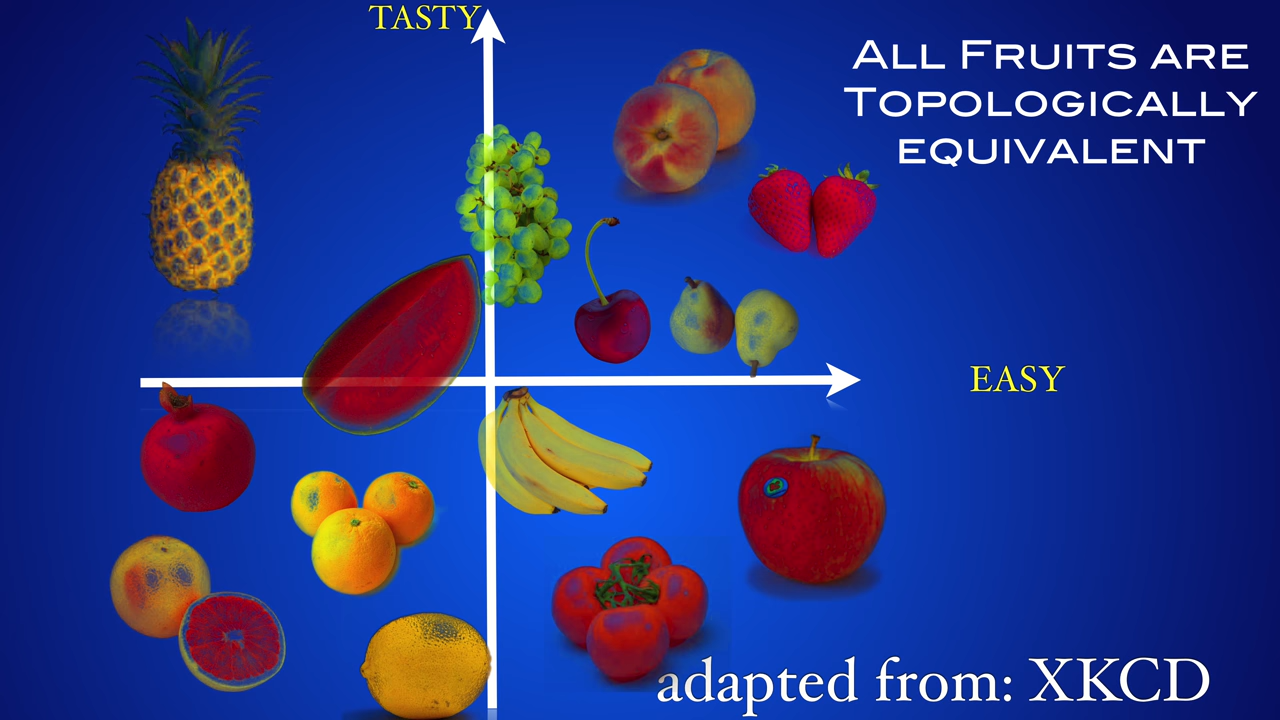 TASTY
ALL FRUITS ARE
TOPOLOGICALLY
EQUIVALENT
EASY
adapted from: XKCD